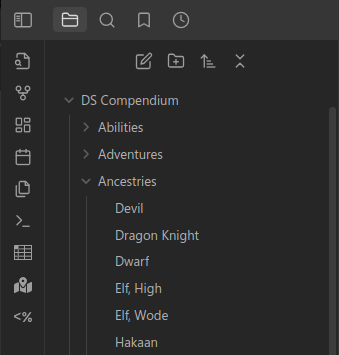 DS Compendium
Abilities
Adventures
Ancestries
Devil
Dragon Knight
Dwarf
Elf, High
Elf, Wode
Hakaan
<%